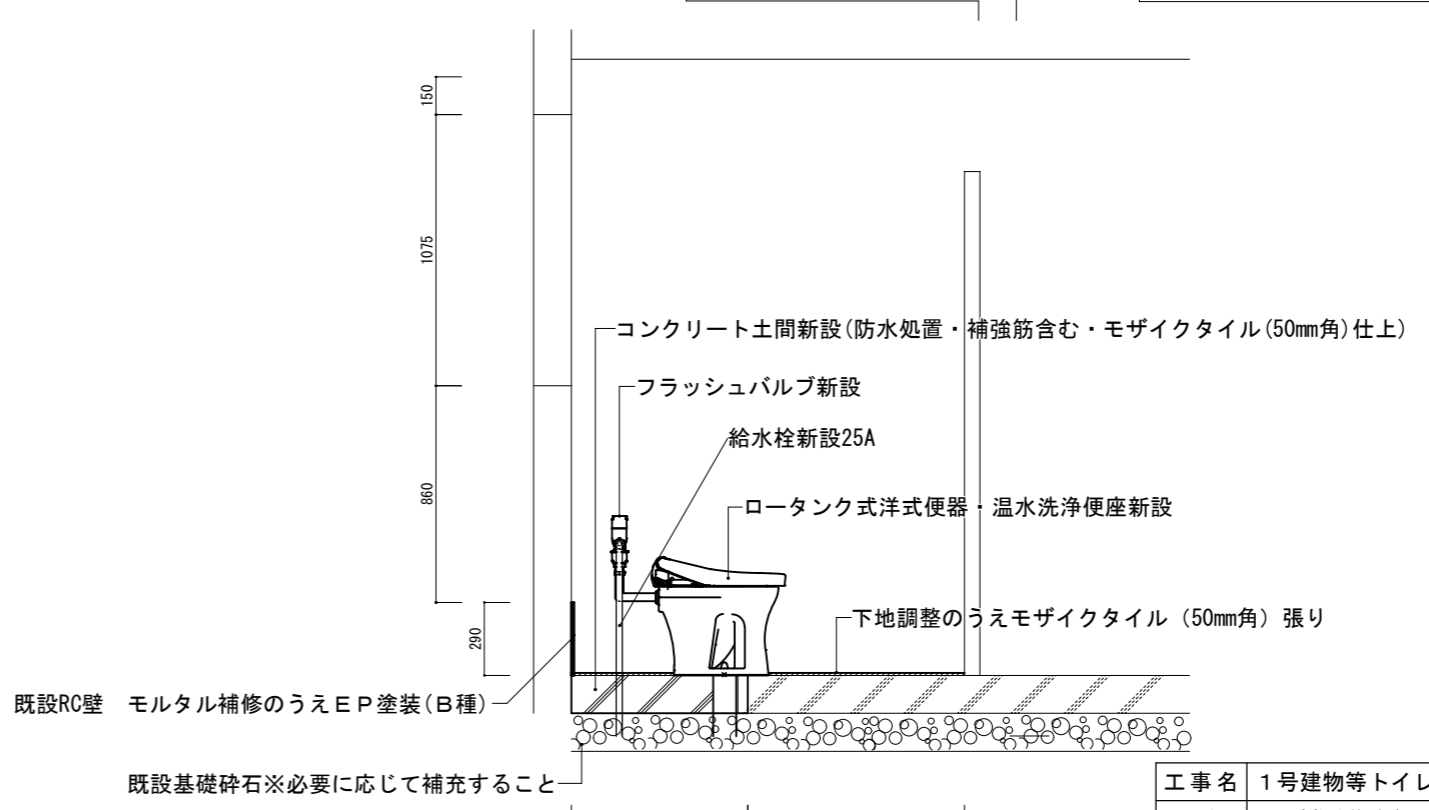 150
1075
コンクリート土間新設(防水処置・補強筋含む・モザイクタイル(50mm角)仕上)
フラッシュバルブ新設
給水栓新設25A
860
ロータンク式洋式便器・温水洗浄便座新設
290
下地調整のうえモザイクタイル（50mm角）張り
既設RC壁　モルタル補修のうえＥＰ塗装(Ｂ種)
既設基礎砕石※必要に応じて補充すること
工事名 １号建物等トイレ